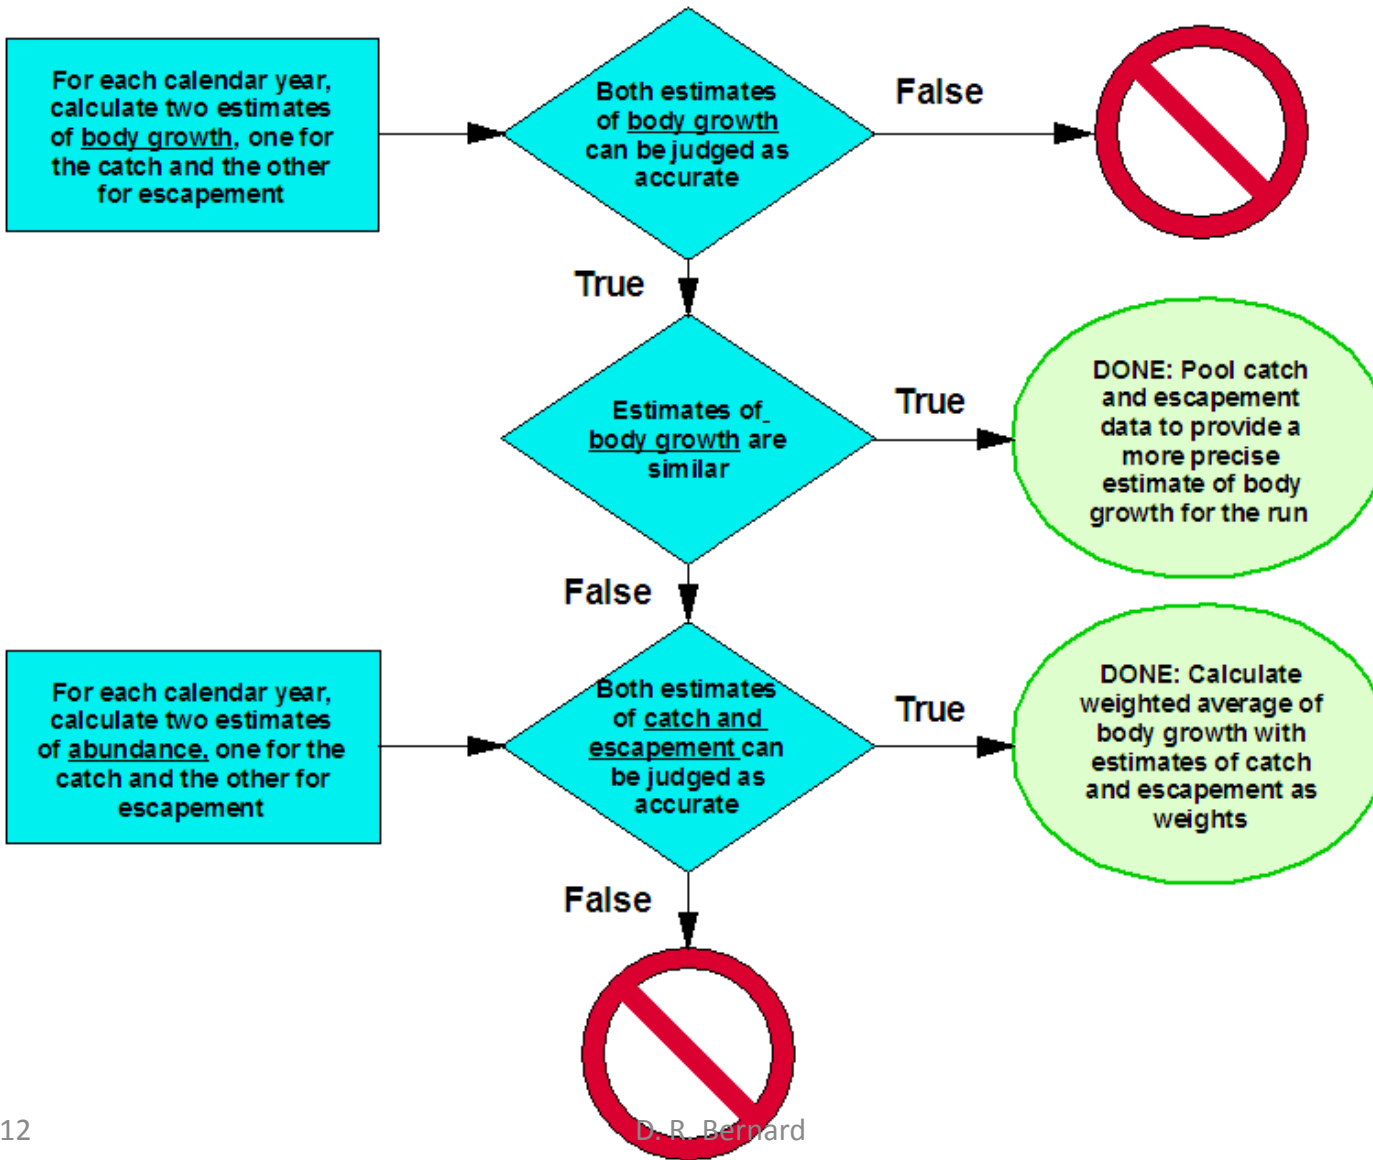 For each calendar year,
calculate two estimates
of body growth, one for
the catch and the other
for escapement
Both estimates
of body growth
can be judged as
accurate
False
True
Estimates of
body growth are
similar
True
DONE: Pool catch
and escapement
data to provide a
more precise
estimate of body
growth for the run
False
For each calendar year,
calculate two estimates
of abundance, one for the
catch and the other for
escapement
Both estimates
of catch and
escapement can
be judged as
accurate
True
DONE: Calculate
weighted average of
body growth with
estimates of catch
and escapement as
weights
False
12
D. R. Bernard